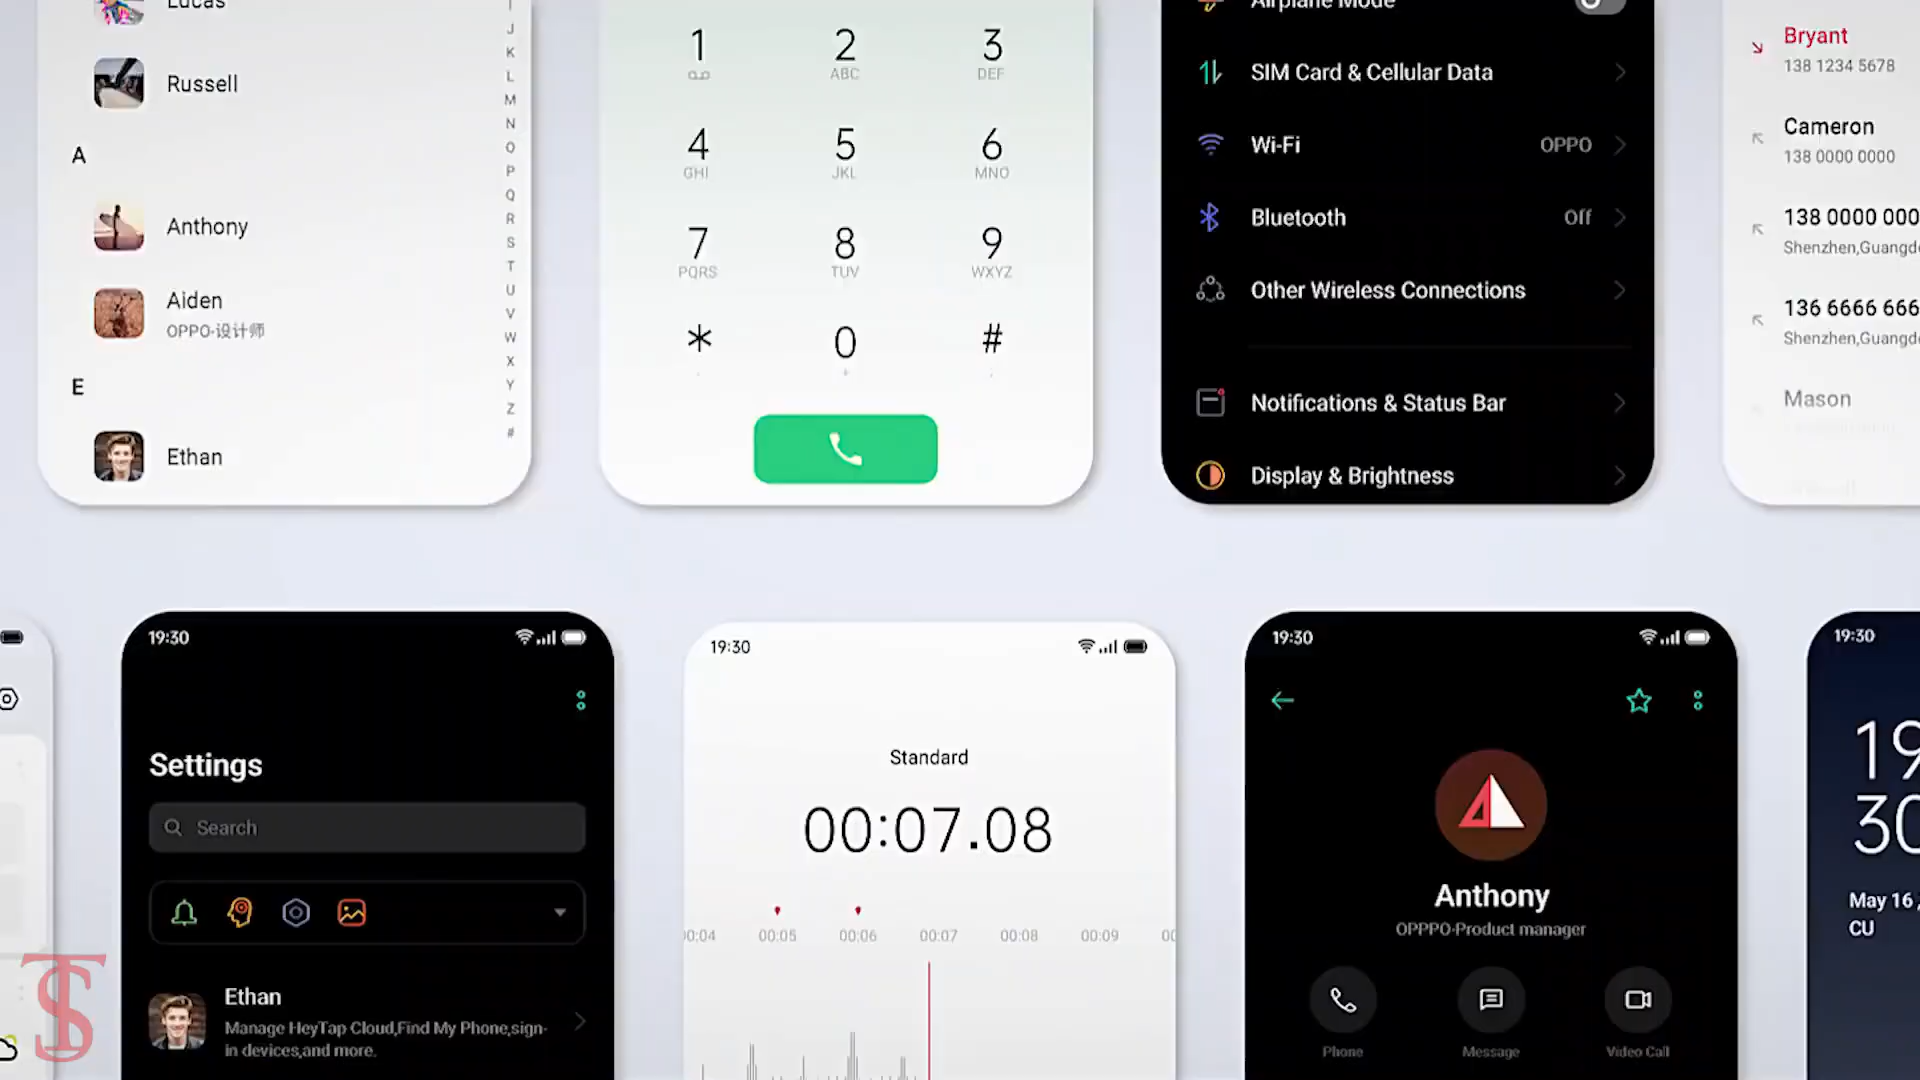 Lucas
Russell
A
Anthony
Aiden
OPPO-设计师
E
Ethan
I
J
K
L
M
N
O
P
Q
R
S
T
U
V
W
X
Y
Z
#
1 2 3
ABC DEF
4 5 6
GHI JKL MNO
7 8 9
PQRS TUV WXYZ
* 0 #
+
Airplane Mode
SIM Card & Cellular Data
Wi-Fi OPPO
Bluetooth Off
Other Wireless Connections
Notifications & Status Bar
Display & Brightness
Bryant
138 1234 5678
Cameron
138 0000 0000
138 0000 000
Shenzhen,Guangd
136 6666 666
Shenzhen,Guangd
Mason
19:30
Settings
Search
Ethan
Manage HeyTap Cloud,Find My Phone,sign-
in devices,and more.
19:30
Standard
00:07.08
00:04 00:05 00:06 00:07 00:08 00:09 00
19:30
Anthony
OPPPO-Product manager
Phone Message Video Call
19:30
19
30
May 16,
CU
TS